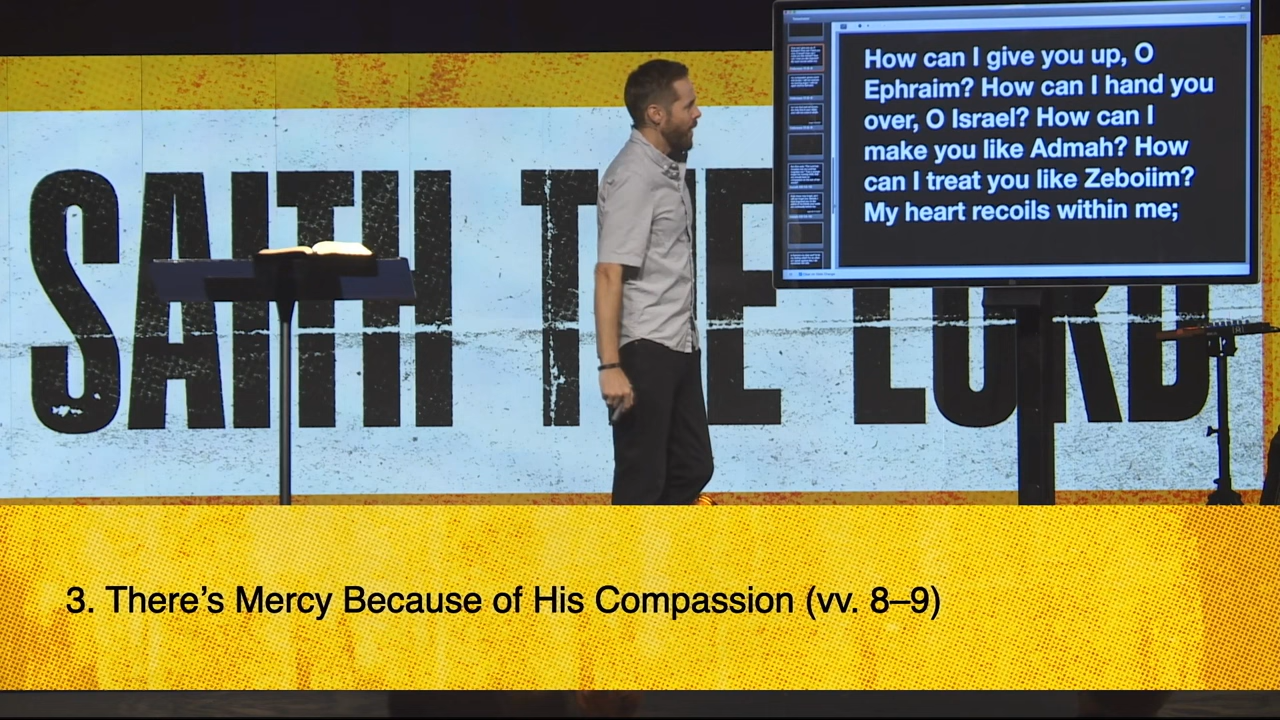 SAITH THE LORD
How can I give you up, O
Ephraim? How can I hand you
over, O Israel? How can I
make you like Admah? How
can I treat you like Zeboiim?
My heart recoils within me;
3. There’s Mercy Because of His Compassion (vv. 8–9)